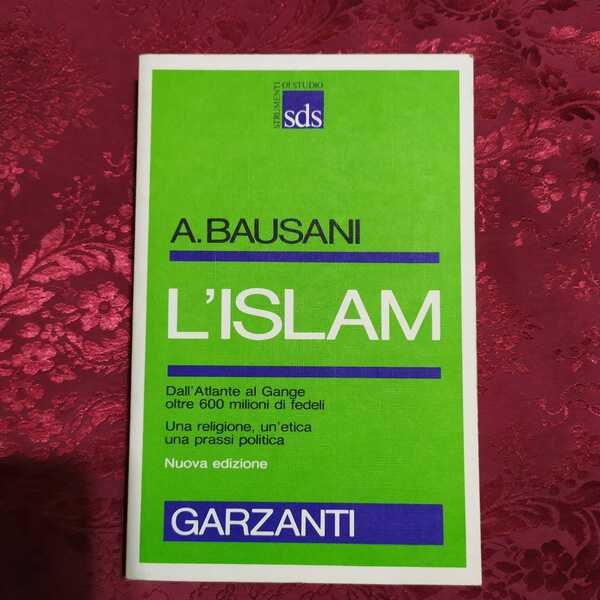 STRUMENTI
DI STUDIO
sds
A. BAUSANI
L'ISLAM
Dall'Atlante al Gange
oltre 600 milioni di fedeli
Una religione, un'etica
una prassi politica
Nuova edizione
GARZANTI